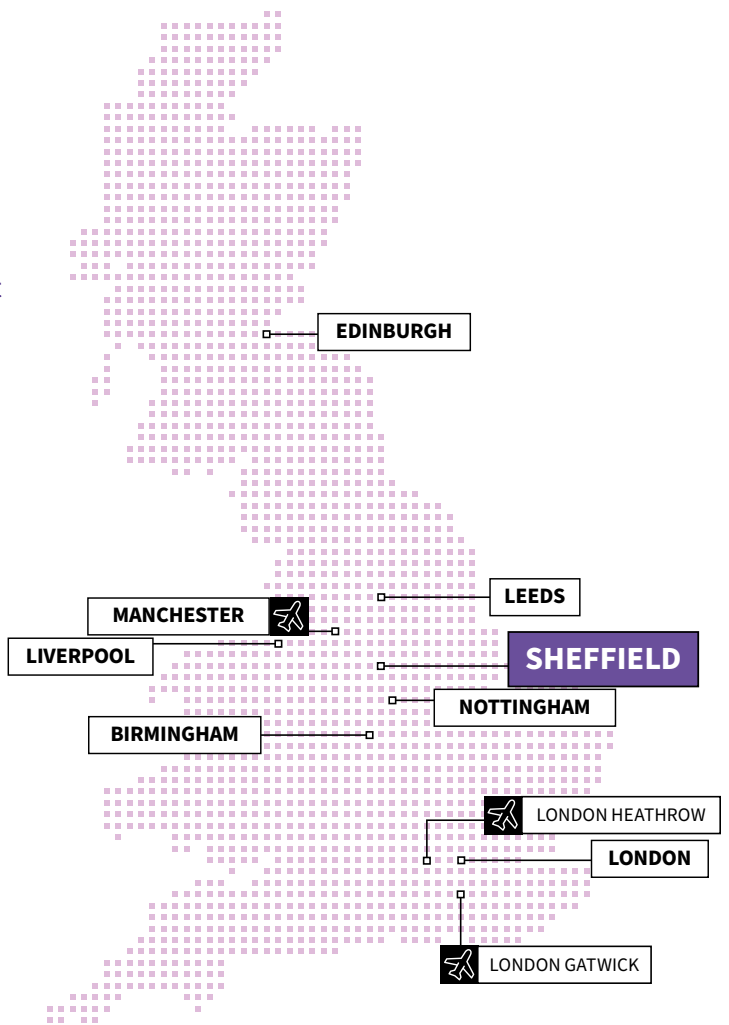 EDINBURGH
LEEDS
MANCHESTER
LIVERPOOL
SHEFFIELD
NOTTINGHAM
BIRMINGHAM
LONDON HEATHROW
LONDON
LONDON GATWICK